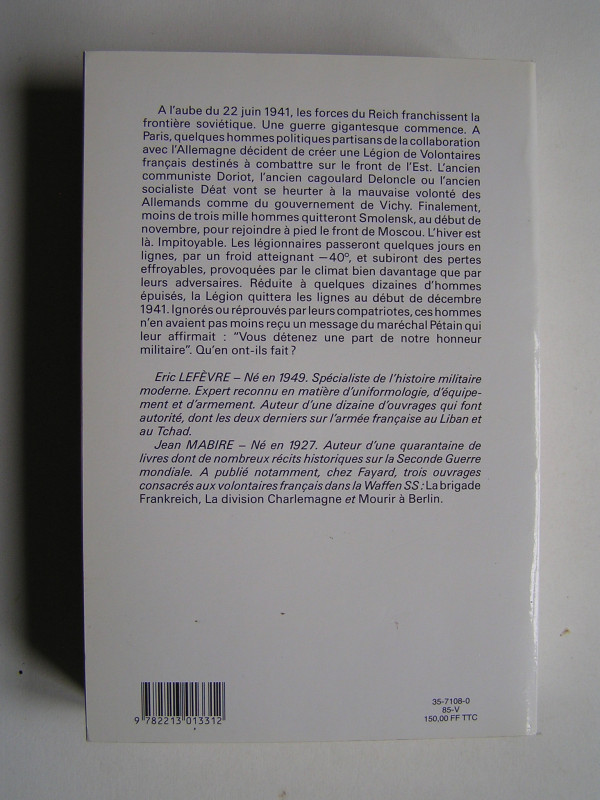 A l'aube du 22 juin 1941, les forces du Reich franchissent la
frontière soviétique. Une guerre gigantesque commence. A
Paris, quelques hommes politiques partisans de la collaboration
avec l'Allemagne décident de créer une Légion de Volontaires
français destinés à combattre sur le front de l'Est. L'ancien
communiste Doriot, l'ancien cagoulard Deloncle ou l'ancien
socialiste Déat vont se heurter à la mauvaise volonté des
Allemands comme du gouvernement de Vichy. Finalement,
moins de trois mille hommes quitteront Smolensk, au début de
novembre, pour rejoindre à pied le front de Moscou. L'hiver est
là. Impitoyable. Les légionnaires passeront quelques jours en
lignes, par un froid atteignant –40°, et subiront des pertes
effroyables, provoquées par le climat bien davantage que par
leurs adversaires. Réduite à quelques dizaines d'hommes
épuisés, la Légion quittera les lignes au début de décembre
1941. Ignorés ou réprouvés par leurs compatriotes, ces hommes
n'en avaient pas moins reçu un message du maréchal Pétain qui
leur affirmait : "Vous détenez une part de notre honneur
militaire". Qu'en ont-ils fait ?
Eric LEFÈVRE – Né en 1949. Spécialiste de l'histoire militaire
moderne. Expert reconnu en matière d'uniformologie, d'équipe-
ment et d'armement. Auteur d'une dizaine d'ouvrages qui font
autorité, dont les deux derniers sur l'armée française au Liban et
au Tchad.
Jean MABIRE – Né en 1927. Auteur d'une quarantaine de
livres dont de nombreux récits historiques sur la Seconde Guerre
mondiale. A publié notamment, chez Fayard, trois ouvrages
consacrés aux volontaires français dans la Waffen SS : La brigade
Frankreich, La division Charlemagne et Mourir à Berlin.
9 782213 013312
35-7108-0
85-V
150,00 FF TTC